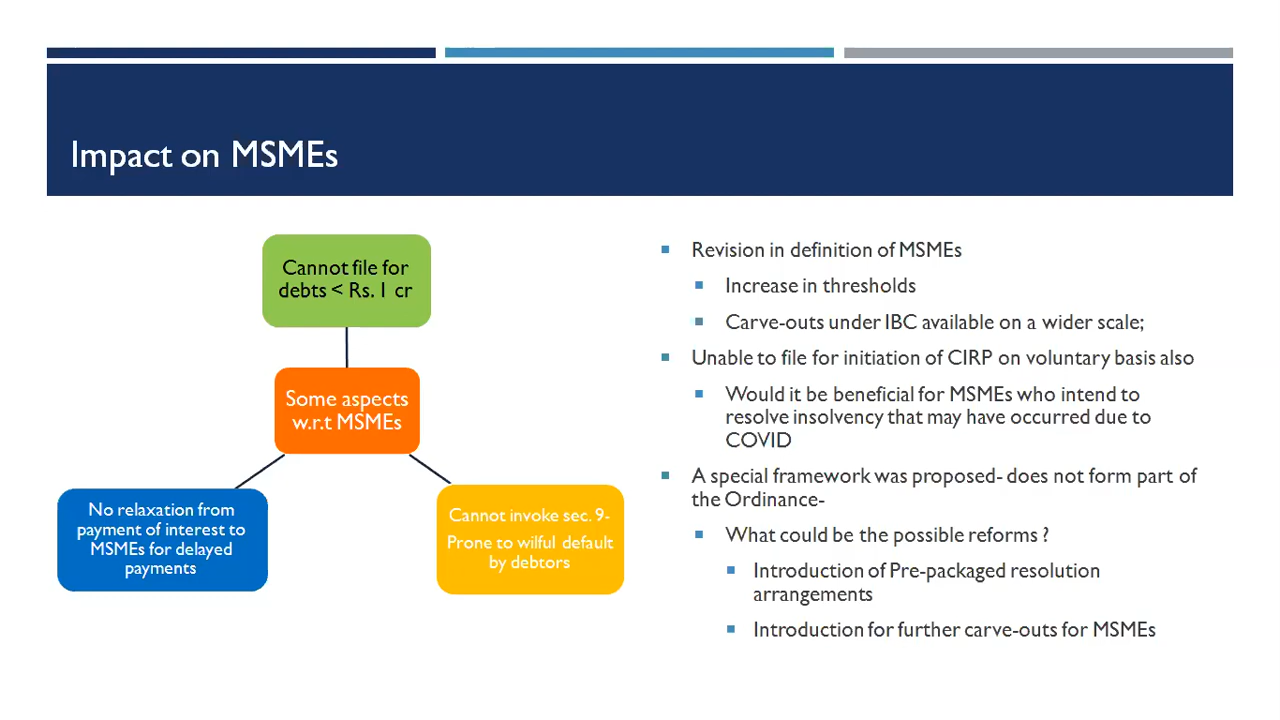 Impact on MSMEs
Cannot file for
debts < Rs. 1 cr
Some aspects
w.r.t MSMEs
No relaxation from
payment of interest to
MSMEs for delayed
payments
Cannot invoke sec. 9-
Prone to wilful default
by debtors
Revision in definition of MSMEs
Increase in thresholds
Carve-outs under IBC available on a wider scale;
Unable to file for initiation of CIRP on voluntary basis also
Would it be beneficial for MSMEs who intend to
resolve insolvency that may have occurred due to
COVID
A special framework was proposed- does not form part of
the Ordinance-
What could be the possible reforms ?
Introduction of Pre-packaged resolution
arrangements
Introduction for further carve-outs for MSMEs